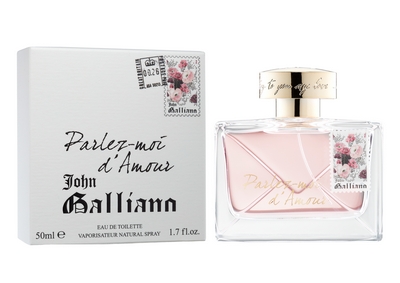 0826
John
Galliano
Parlez-moi
d'Amour
John
Galliano
EAU DE TOILETTE
50ml e VAPORISATEUR NATURAL SPRAY 1.7 fl.oz.
Parlez-moi
d'Amour